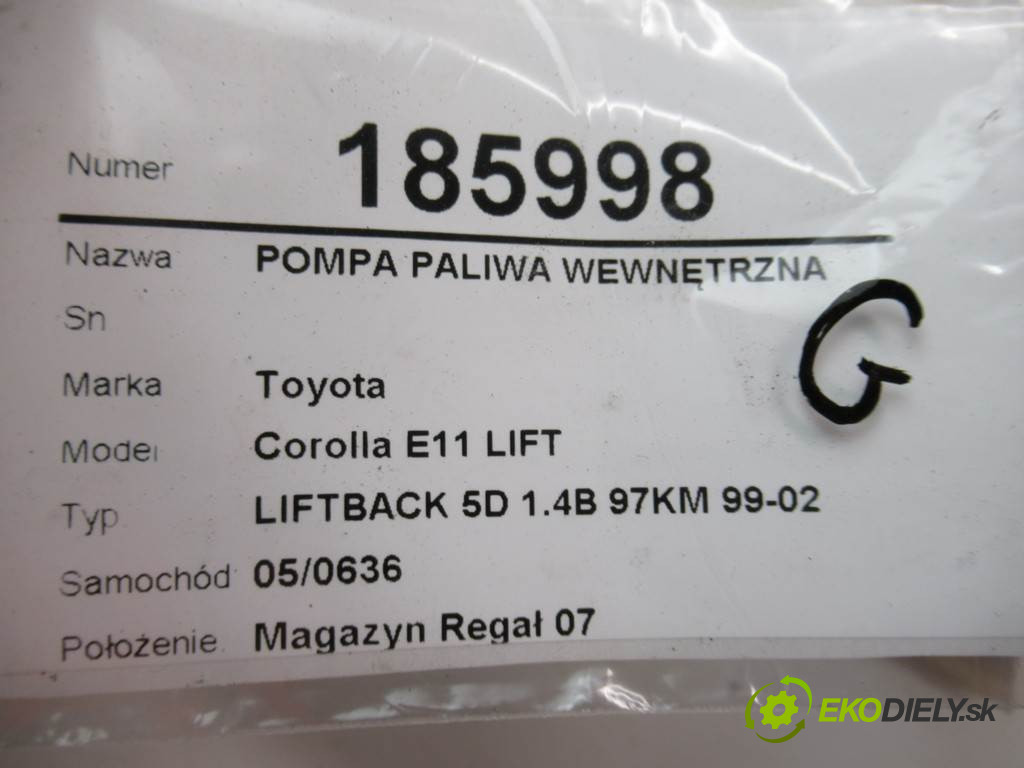 Numer 185998
Nazwa POMPA PALIWA WEWNĘTRZNA
Sn
G
Marka Toyota
Model Corolla E11 LIFT
Typ LIFTBACK 5D 1.4B 97KM 99-02
Samochód 05/0636
Położenie Magazyn Regał 07
EKODIELY.sk